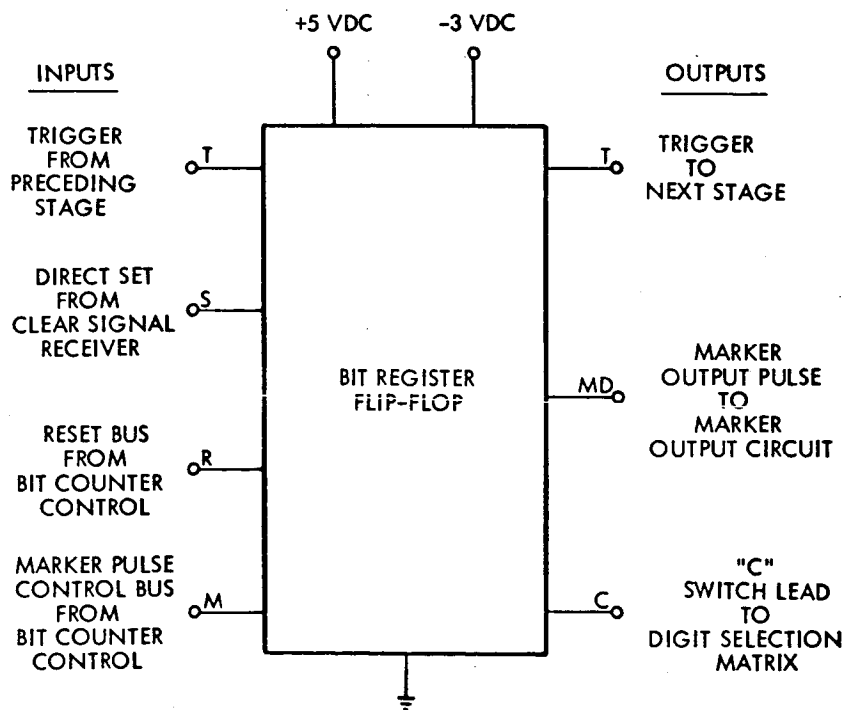 +5 VDC
-3 VDC
INPUTS
TRIGGER
FROM
PRECEDING
STAGE
T
DIRECT SET
FROM
CLEAR SIGNAL
RECEIVER
S
RESET BUS
FROM
BIT COUNTER
CONTROL
R
MARKER PULSE
CONTROL BUS
FROM
BIT COUNTER
CONTROL
M
BIT REGISTER
FLIP-FLOP
OUTPUTS
T
TRIGGER
TO
NEXT STAGE
MD
MARKER
OUTPUT PULSE
TO
MARKER
OUTPUT CIRCUIT
C
"C"
SWITCH LEAD
TO
DIGIT SELECTION
MATRIX